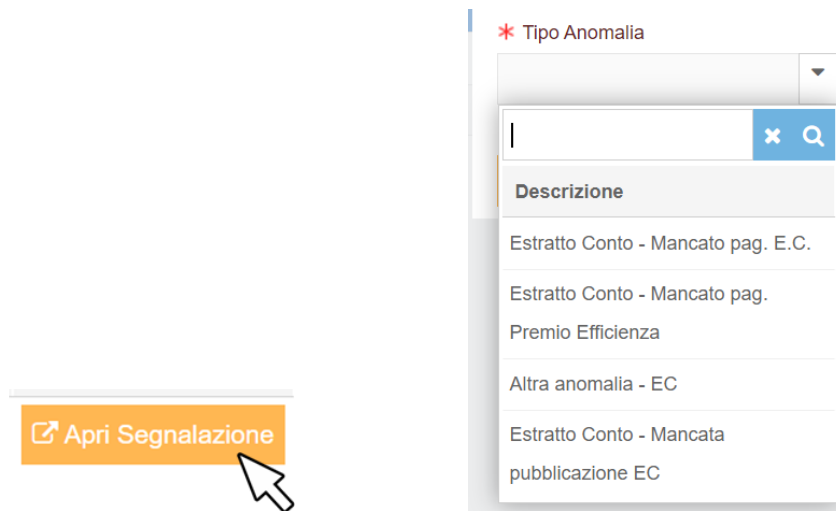 * Tipo Anomalia
Descrizione
Estratto Conto - Mancato pag. E.C.
Estratto Conto - Mancato pag.
Premio Efficienza
Altra anomalia - EC
Estratto Conto - Mancata
pubblicazione EC
Apri Segnalazione